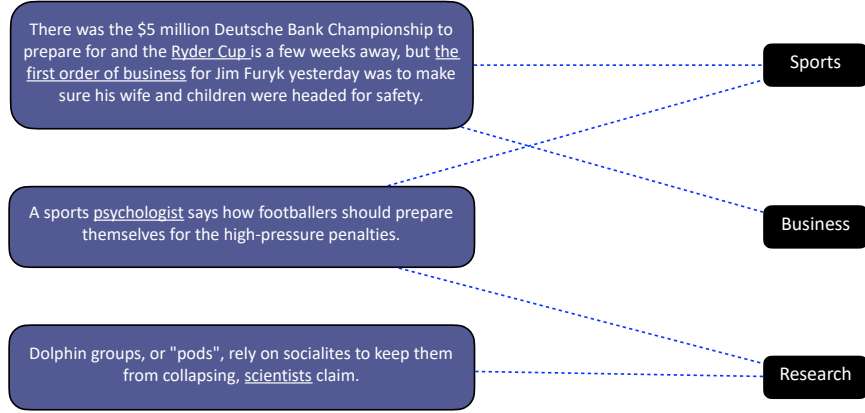 There was the $5 million Deutsche Bank Championship to
prepare for and the Ryder Cup is a few weeks away, but the
first order of business for Jim Furyk yesterday was to make
sure his wife and children were headed for safety.
Sports
A sports psychologist says how footballers should prepare
themselves for the high-pressure penalties.
Business
Dolphin groups, or "pods", rely on socialites to keep them
from collapsing, scientists claim.
Research